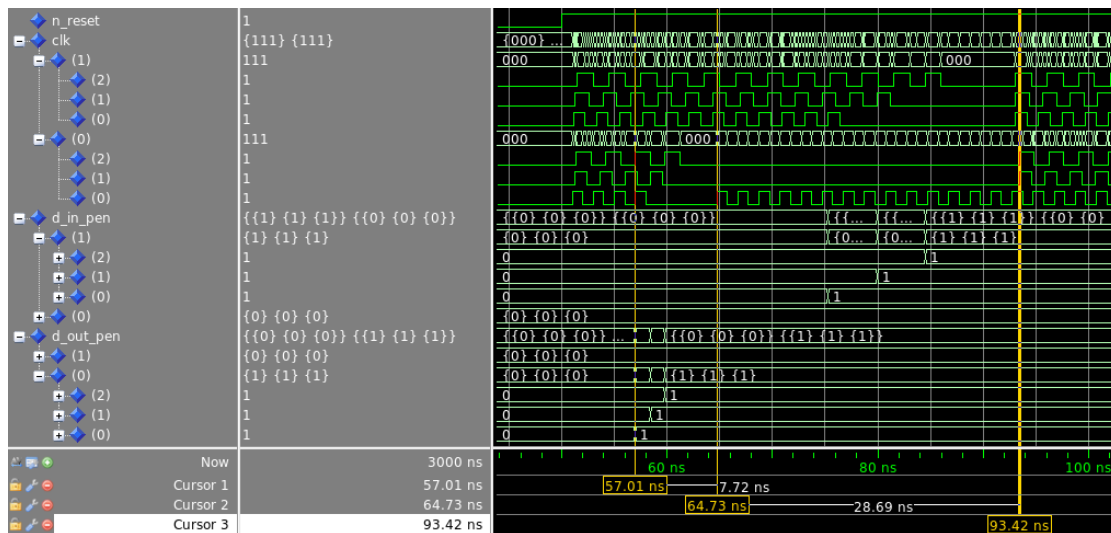 n_reset 1
clk {111} {111} {000} ...
(1) 111 000 000
(2) 1
(1) 1
(0) 1
(0) 111 000 000
(2) 1
(1) 1
(0) 1
d_in_pen {{1} {1} {1}} {{0} {0} {0}} {{0} {0} {0}} {{0} {0} {0}} {{... {{... {{1} {1} {1}} {{0} {0}
(1) {1} {1} {1} {0} {0} {0} {0... {0... {1} {1} {1}
(2) 1 0 1
(1) 1 0 1
(0) 1 0 1
(0) {0} {0} {0} {0} {0} {0}
d_out_pen {{0} {0} {0}} {{1} {1} {1}} {{0} {0} {0}} ... {{0} {0} {0}} {{1} {1} {1}}
(1) {0} {0} {0} {0} {0} {0}
(0) {1} {1} {1} {0} {0} {0} {1} {1} {1}
(2) 1 0 1
(1) 1 0 1
(0) 1 0 1
Now 3000 ns 60 ns 80 ns 100 ns
Cursor 1 57.01 ns 57.01 ns 7.72 ns
Cursor 2 64.73 ns 64.73 ns 28.69 ns
Cursor 3 93.42 ns 93.42 ns